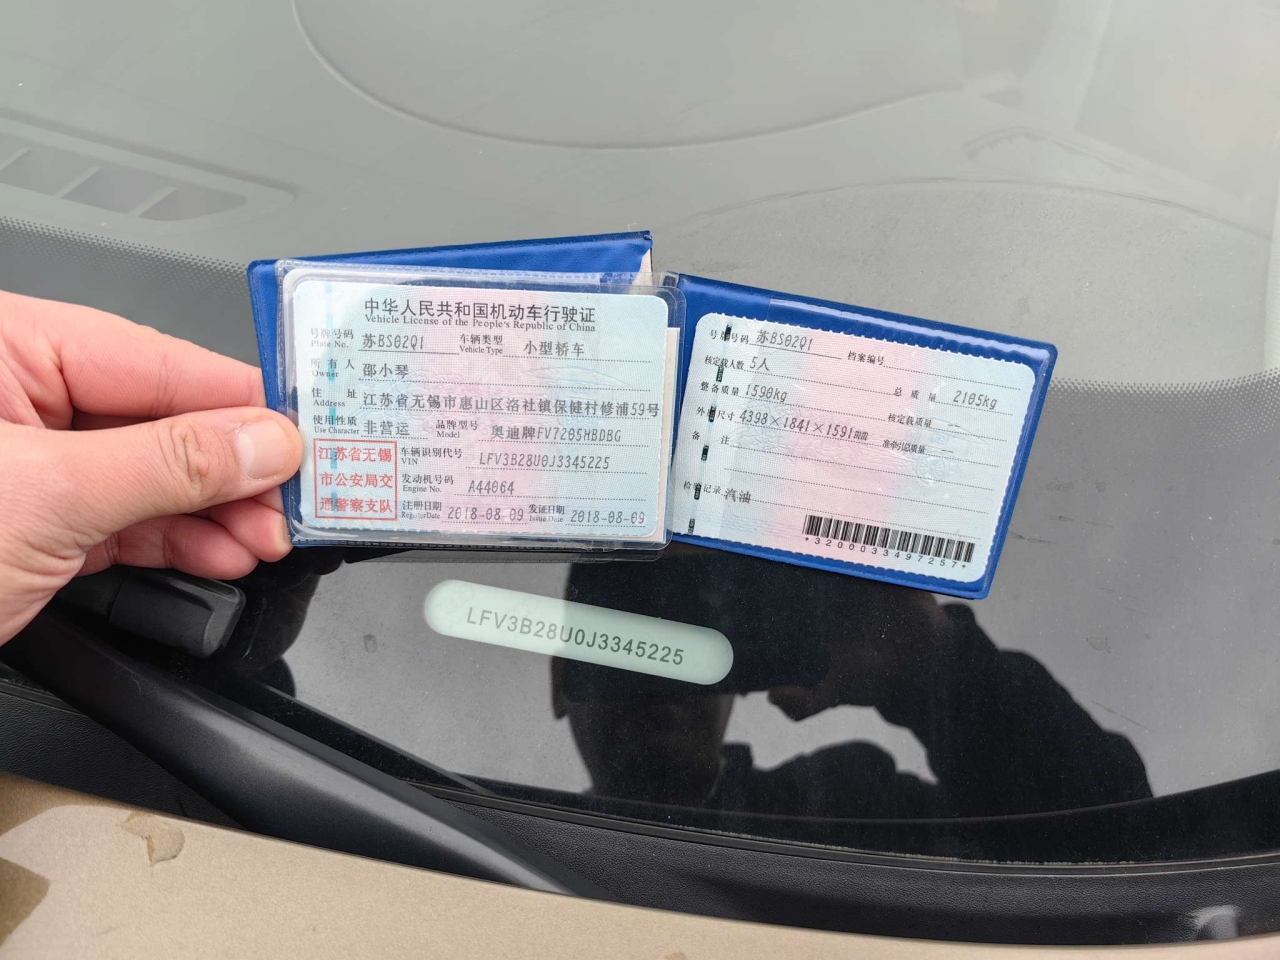 中华人民共和国机动车行驶证
Vehicle License of the People's Republic of China
号牌号码 苏BS02Q1 车辆类型 小型轿车
Plate No. Vehicle Type
所有人 邵小琴
Owner
住址 江苏省无锡市惠山区洛社镇保健村修浦59号
Address
使用性质 非营运 品牌型号 奥迪牌FV7205HBDBG
Use Character Model
江苏省无锡
市公安局交
通警察支队
车辆识别代号 LFV3B28U0J3345225
VIN
发动机号码 A44064
Engine No.
注册日期 2018-08-09 发证日期 2018-08-09
Register Date Issue Date
号牌号码 苏BS02Q1 档案编号
核定载人数 5人 总质量 2105kg
整备质量 1590kg 核定载质量
外廓尺寸 4398×1841×1591mm 准牵引总质量 --
备注
检验记录 汽油
*3200033497257*
LFV3B28U0J3345225